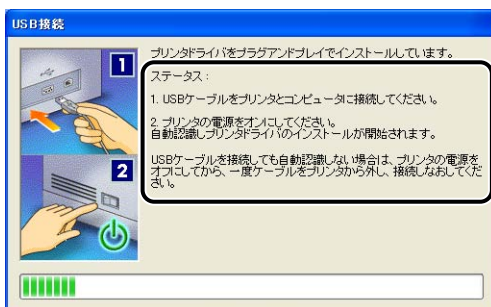 USB接続
プリンタドライバをプラグアンドプレイでインストールしています。
1
ステータス：
1. USBケーブルをプリンタとコンピュータに接続してください。
2. プリンタの電源をオンにしてください。
自動認識しプリンタドライバのインストールが開始されます。
2
USBケーブルを接続しても自動認識しない場合は、プリンタの電源を
オフにしてから、一度ケーブルをプリンタから外し、接続しなおしてくだ
さい。